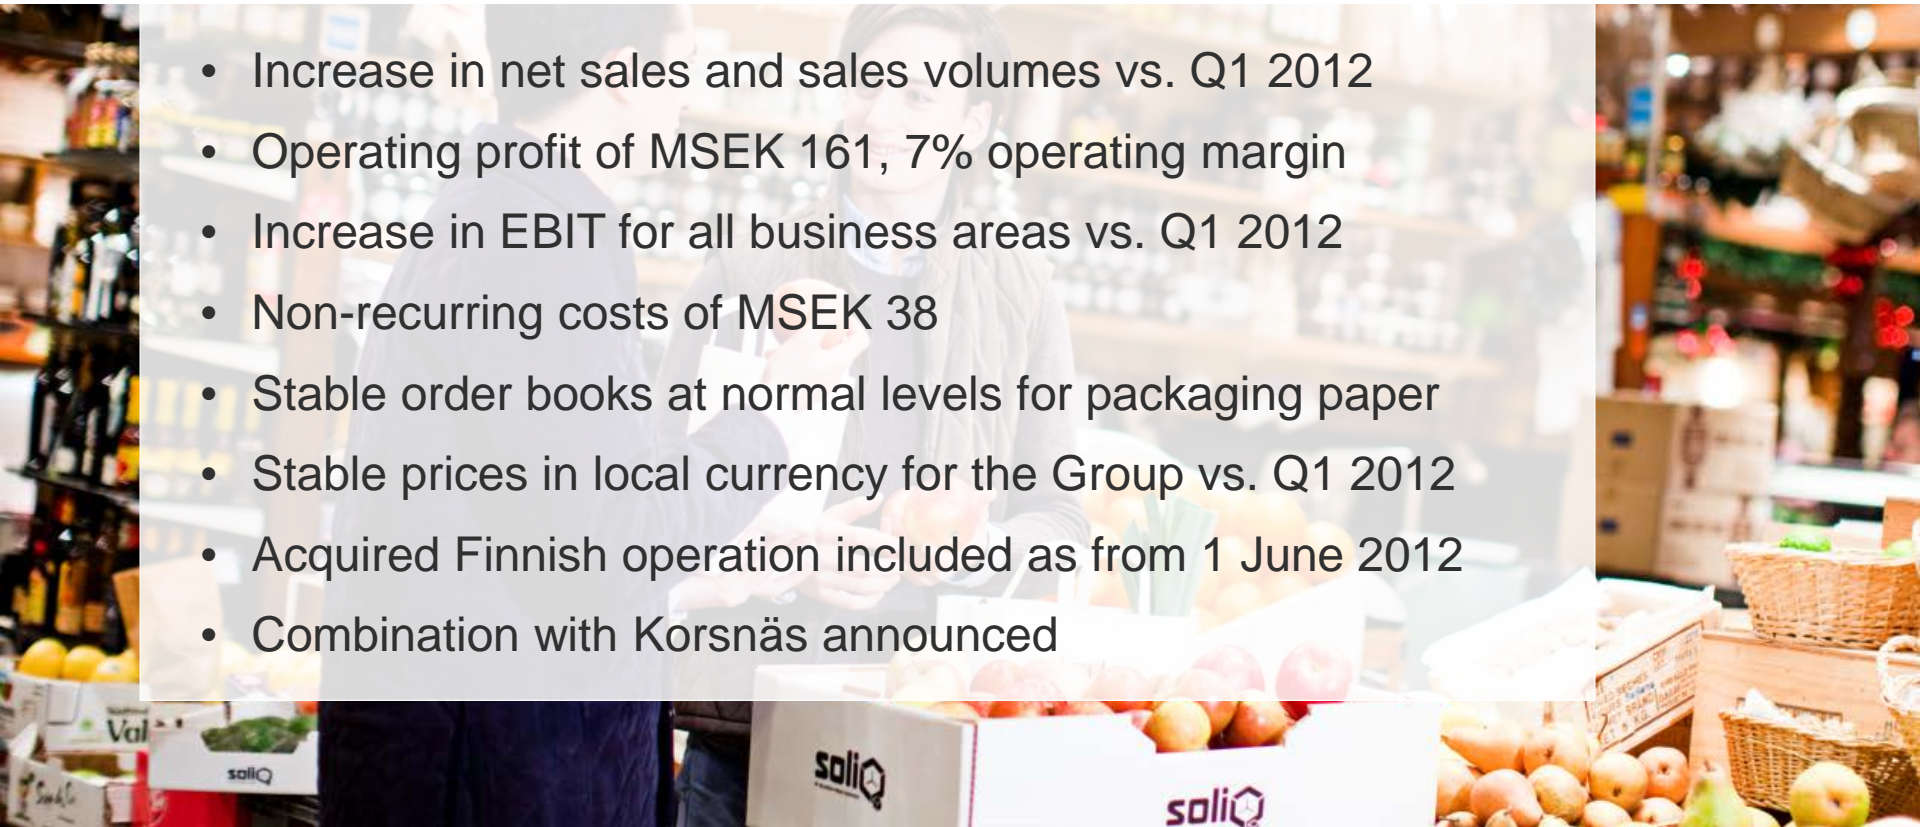 • Increase in net sales and sales volumes vs. Q1 2012
• Operating profit of MSEK 161, 7% operating margin
• Increase in EBIT for all business areas vs. Q1 2012
• Non-recurring costs of MSEK 38
• Stable order books at normal levels for packaging paper
• Stable prices in local currency for the Group vs. Q1 2012
• Acquired Finnish operation included as from 1 June 2012
• Combination with Korsnäs announced
Val
soliQ
soliQ
soliQ